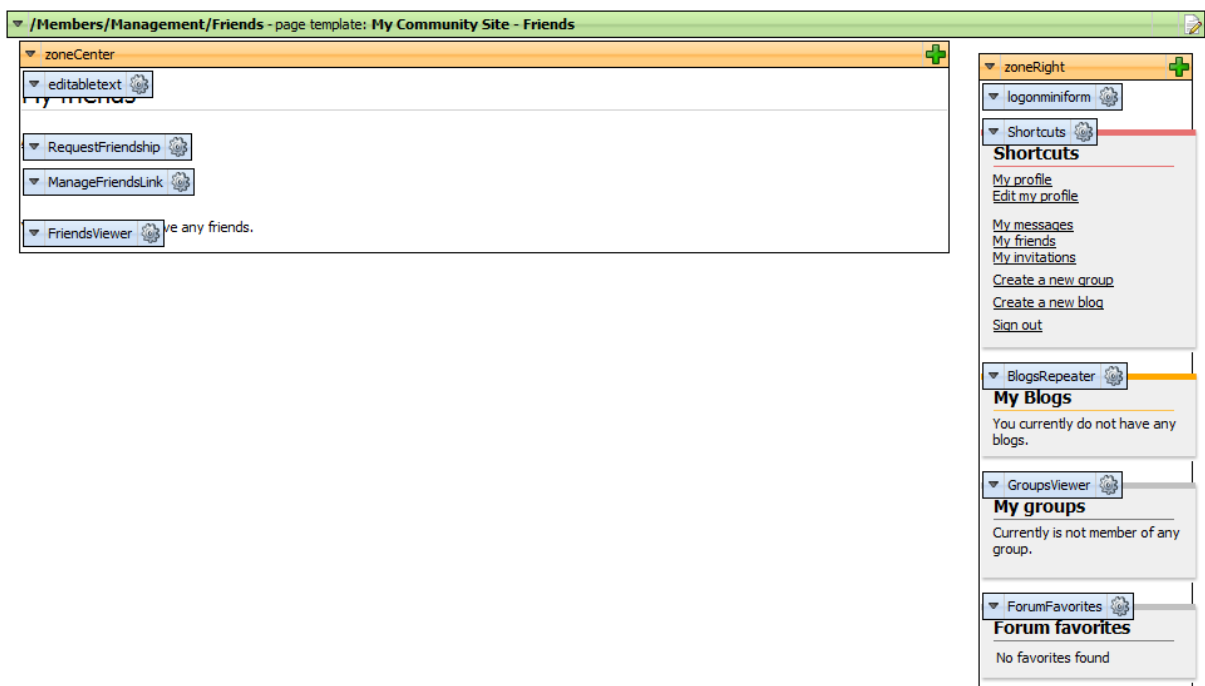 /Members/Management/Friends - page template: My Community Site - Friends
zoneCenter
editabletext
My friends
RequestFriendship
ManageFriendsLink
FriendsViewer
ve any friends.
zoneRight
logonminiform
Shortcuts
Shortcuts
My profile
Edit my profile
My messages
My friends
My invitations
Create a new group
Create a new blog
Sign out
BlogsRepeater
My Blogs
You currently do not have any
blogs.
GroupsViewer
My groups
Currently is not member of any
group.
ForumFavorites
Forum favorites
No favorites found